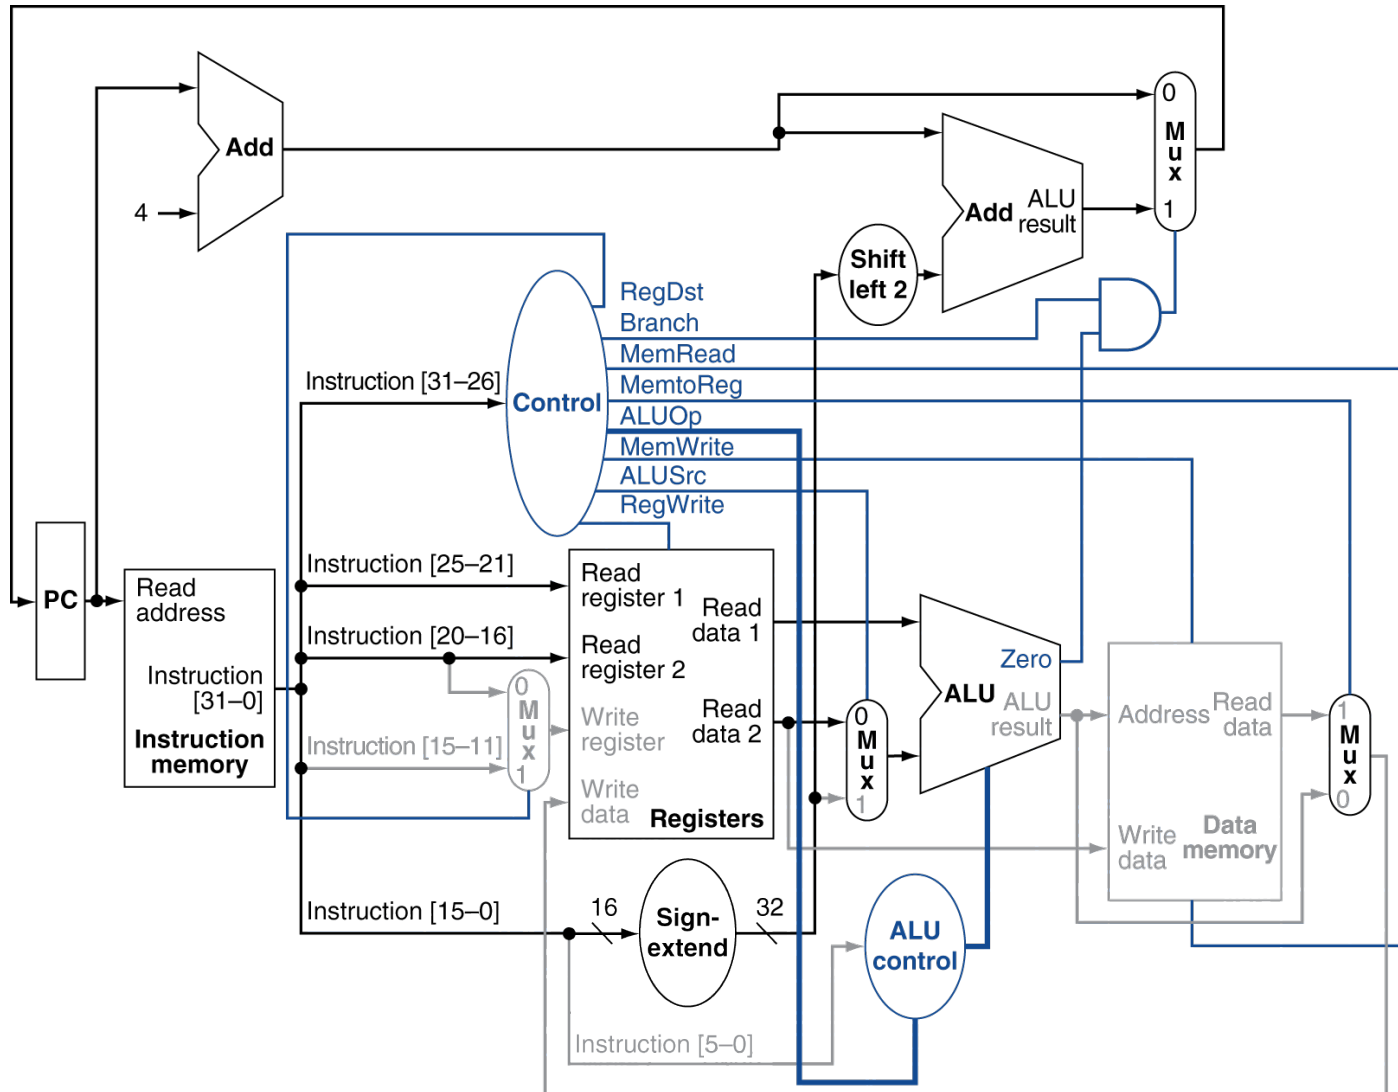 Add
4
0
M
u
x
1
Add
ALU
result
Shift
left 2
RegDst
Branch
MemRead
MemtoReg
ALUOp
MemWrite
ALUSrc
RegWrite
Control
Instruction [31–26]
Instruction [25–21]
Instruction [20–16]
Instruction [15–11]
Instruction [15–0]
Instruction [5–0]
PC
Read
address
Instruction
[31–0]
Instruction
memory
0
M
u
x
1
Read
register 1
Read
register 2
Write
register
Write
data
Read
data 1
Read
data 2
Registers
0
M
u
x
1
Zero
ALU
ALU
result
Address
Read
data
Write
data
Data
memory
1
M
u
x
0
16
Sign-
extend
32
ALU
control